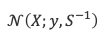 𝒩(X; y, S⁻¹)